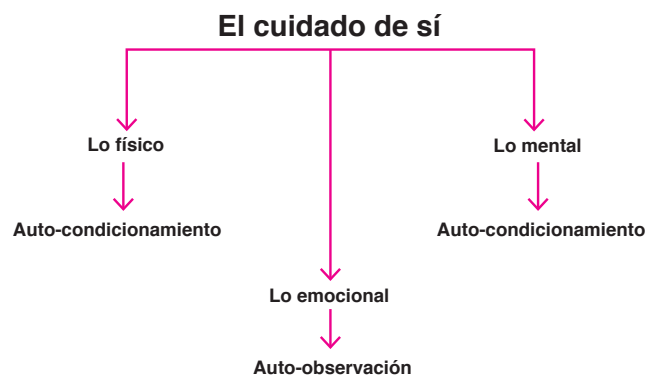 El cuidado de sí
Lo físico
Lo mental
Auto-condicionamiento
Auto-condicionamiento
Lo emocional
Auto-observación